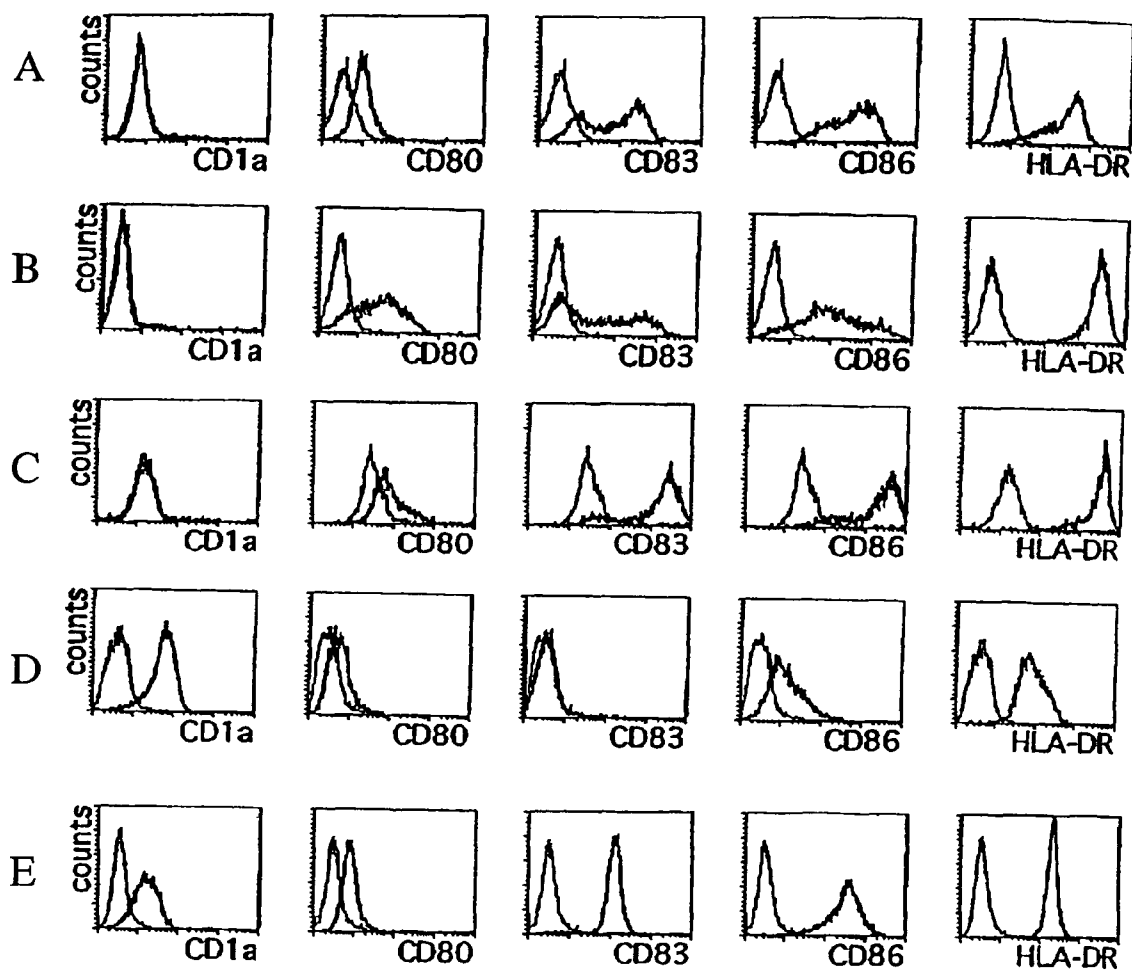 A counts CD1a CD80 CD83 CD86 HLA-DR
B counts CD1a CD80 CD83 CD86 HLA-DR
C counts CD1a CD80 CD83 CD86 HLA-DR
D counts CD1a CD80 CD83 CD86 HLA-DR
E counts CD1a CD80 CD83 CD86 HLA-DR